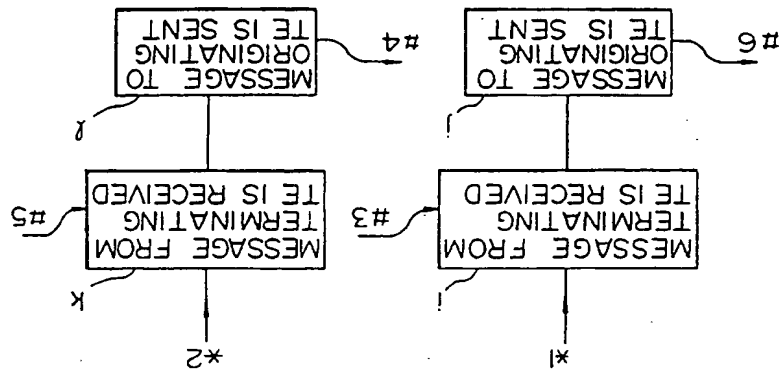 *1
i
MESSAGE FROM
TERMINATING
TE IS RECEIVED
#3
j
MESSAGE TO
ORIGINATING
TE IS SENT
#6
*2
k
MESSAGE FROM
TERMINATING
TE IS RECEIVED
#5
ℓ
MESSAGE TO
ORIGINATING
TE IS SENT
#4